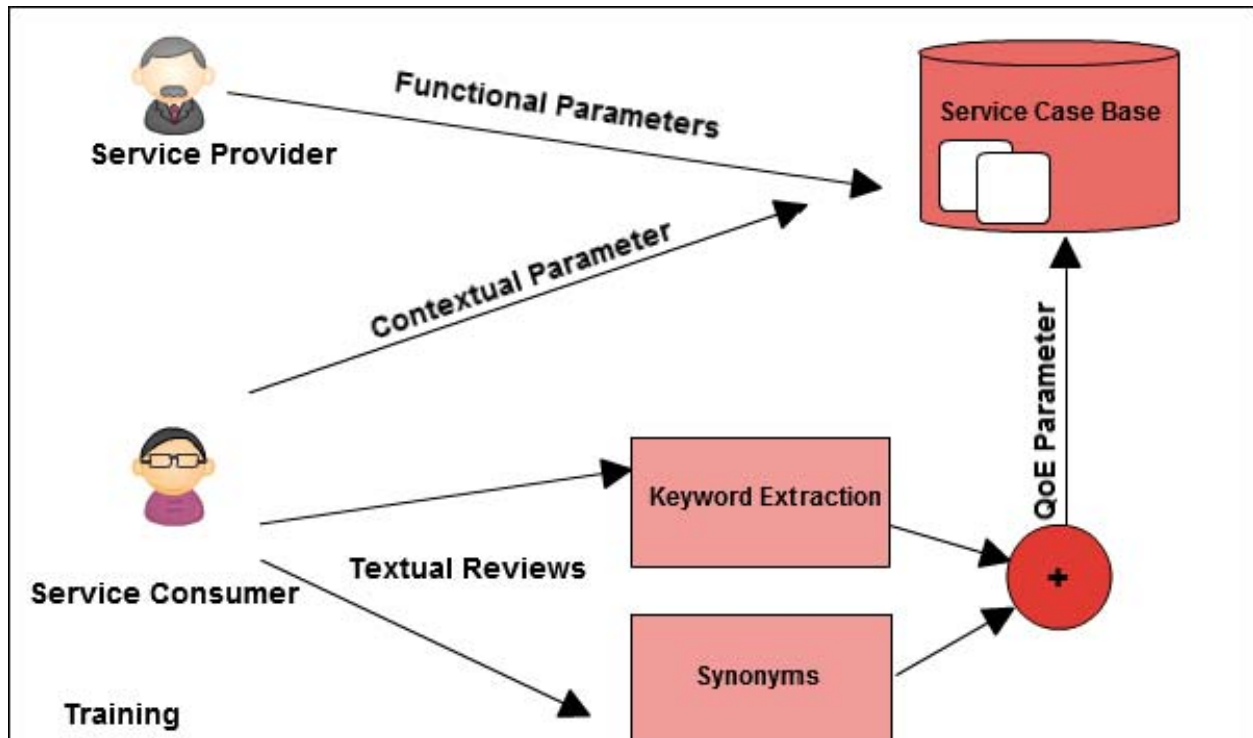 Functional Parameters
Service Case Base
Service Provider
Contextual Parameter
QoE Parameter
Keyword Extraction
+
Textual Reviews
Service Consumer
Synonyms
Training